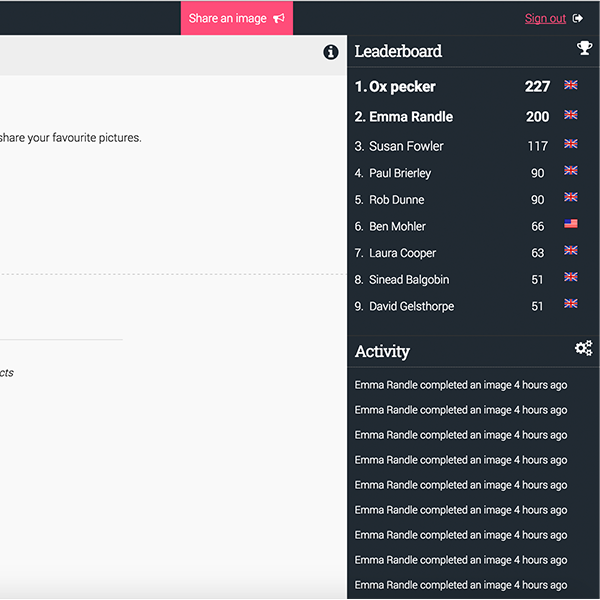 Share an image
Sign out
Leaderboard
1. Ox pecker 227
2. Emma Randle 200
3. Susan Fowler 117
4. Paul Brierley 90
5. Rob Dunne 90
6. Ben Mohler 66
7. Laura Cooper 63
8. Sinead Balgobin 51
9. David Gelsthorpe 51
share your favourite pictures.
cts
Activity
Emma Randle completed an image 4 hours ago
Emma Randle completed an image 4 hours ago
Emma Randle completed an image 4 hours ago
Emma Randle completed an image 4 hours ago
Emma Randle completed an image 4 hours ago
Emma Randle completed an image 4 hours ago
Emma Randle completed an image 4 hours ago
Emma Randle completed an image 4 hours ago
Emma Randle completed an image 4 hours ago